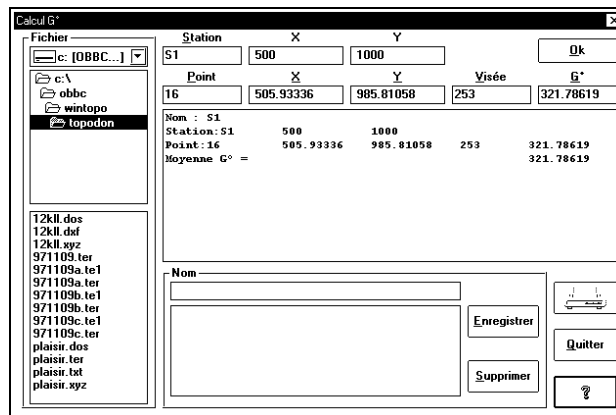 Calcul G*
Fichier
c: [OBBC...]
c:\
obbc
wintopo
topodon
12kll.dos
12kll.dxf
12kll.xyz
971109.ter
971109a.te1
971109a.ter
971109b.te1
971109b.ter
971109c.te1
971109c.ter
plaisir.dos
plaisir.ter
plaisir.txt
plaisir.xyz
Station X Y
S1 500 1000
Ok
Point X Y Visée G*
16 505.93336 985.81058 253 321.78619
Nom : S1
Station:S1 500 1000
Point:16 505.93336 985.81058 253 321.78619
Moyenne G° = 321.78619
Nom
Enregistrer
Supprimer
Quitter
?